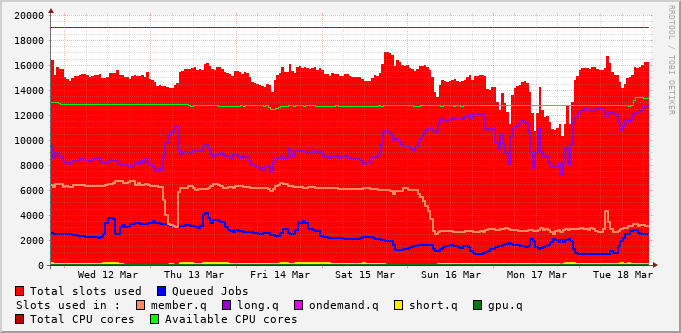 20000
18000
16000
14000
12000
10000
8000
6000
4000
2000
0
Wed 12 Mar Thu 13 Mar Fri 14 Mar Sat 15 Mar Sun 16 Mar Mon 17 Mar Tue 18 Mar
RRDTOOL / TOBI OETIKER
Total slots used Queued Jobs
Slots used in : member.q long.q ondemand.q short.q gpu.q
Total CPU cores Available CPU cores